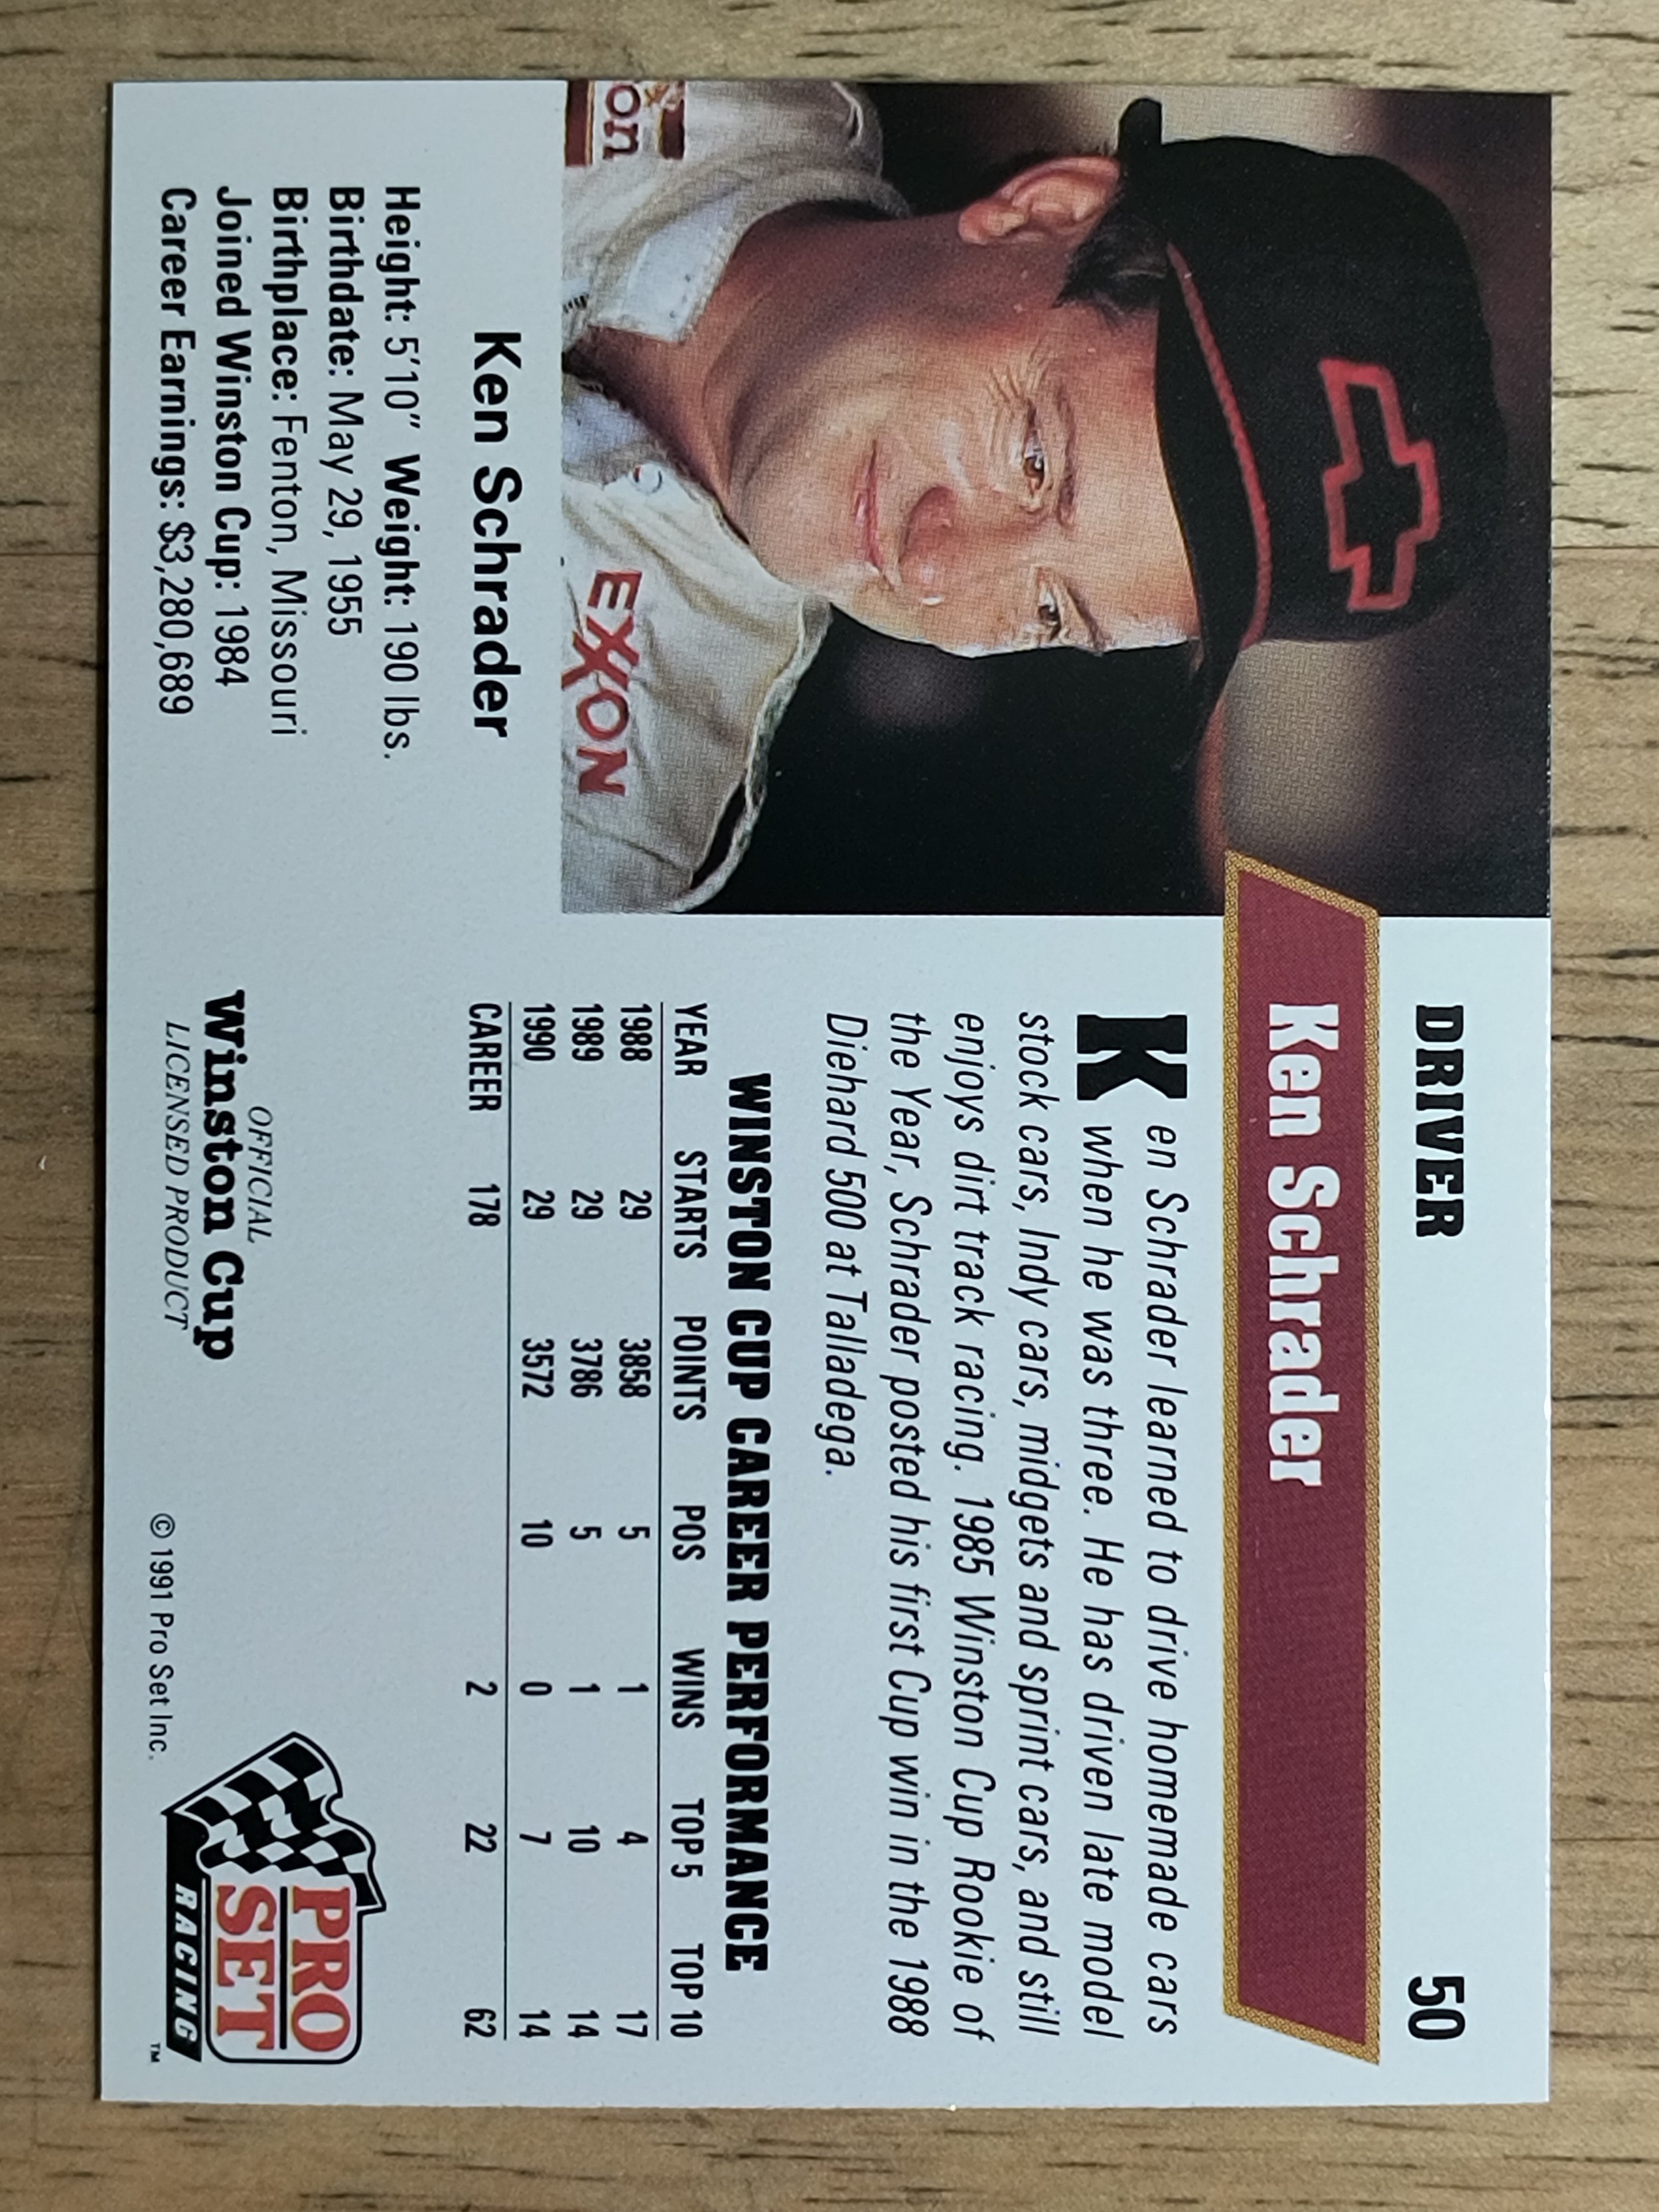 DRIVER 50
Ken Schrader
Ken Schrader learned to drive homemade cars
when he was three. He has driven late model
stock cars, Indy cars, midgets and sprint cars, and still
enjoys dirt track racing. 1985 Winston Cup Rookie of
the Year, Schrader posted his first Cup win in the 1988
Diehard 500 at Talladega.
WINSTON CUP CAREER PERFORMANCE
YEAR STARTS POINTS POS WINS TOP 5 TOP 10
1988 29 3858 5 1 4 17
1989 29 3786 5 1 10 14
1990 29 3572 10 0 7 14
CAREER 178 2 22 62
on
EXXON
Ken Schrader
Height: 5'10" Weight: 190 lbs.
Birthdate: May 29, 1955
Birthplace: Fenton, Missouri
Joined Winston Cup: 1984
Career Earnings: $3,280,689
OFFICIAL
Winston Cup
LICENSED PRODUCT
© 1991 Pro Set Inc.
PRO
SET
RACING
™